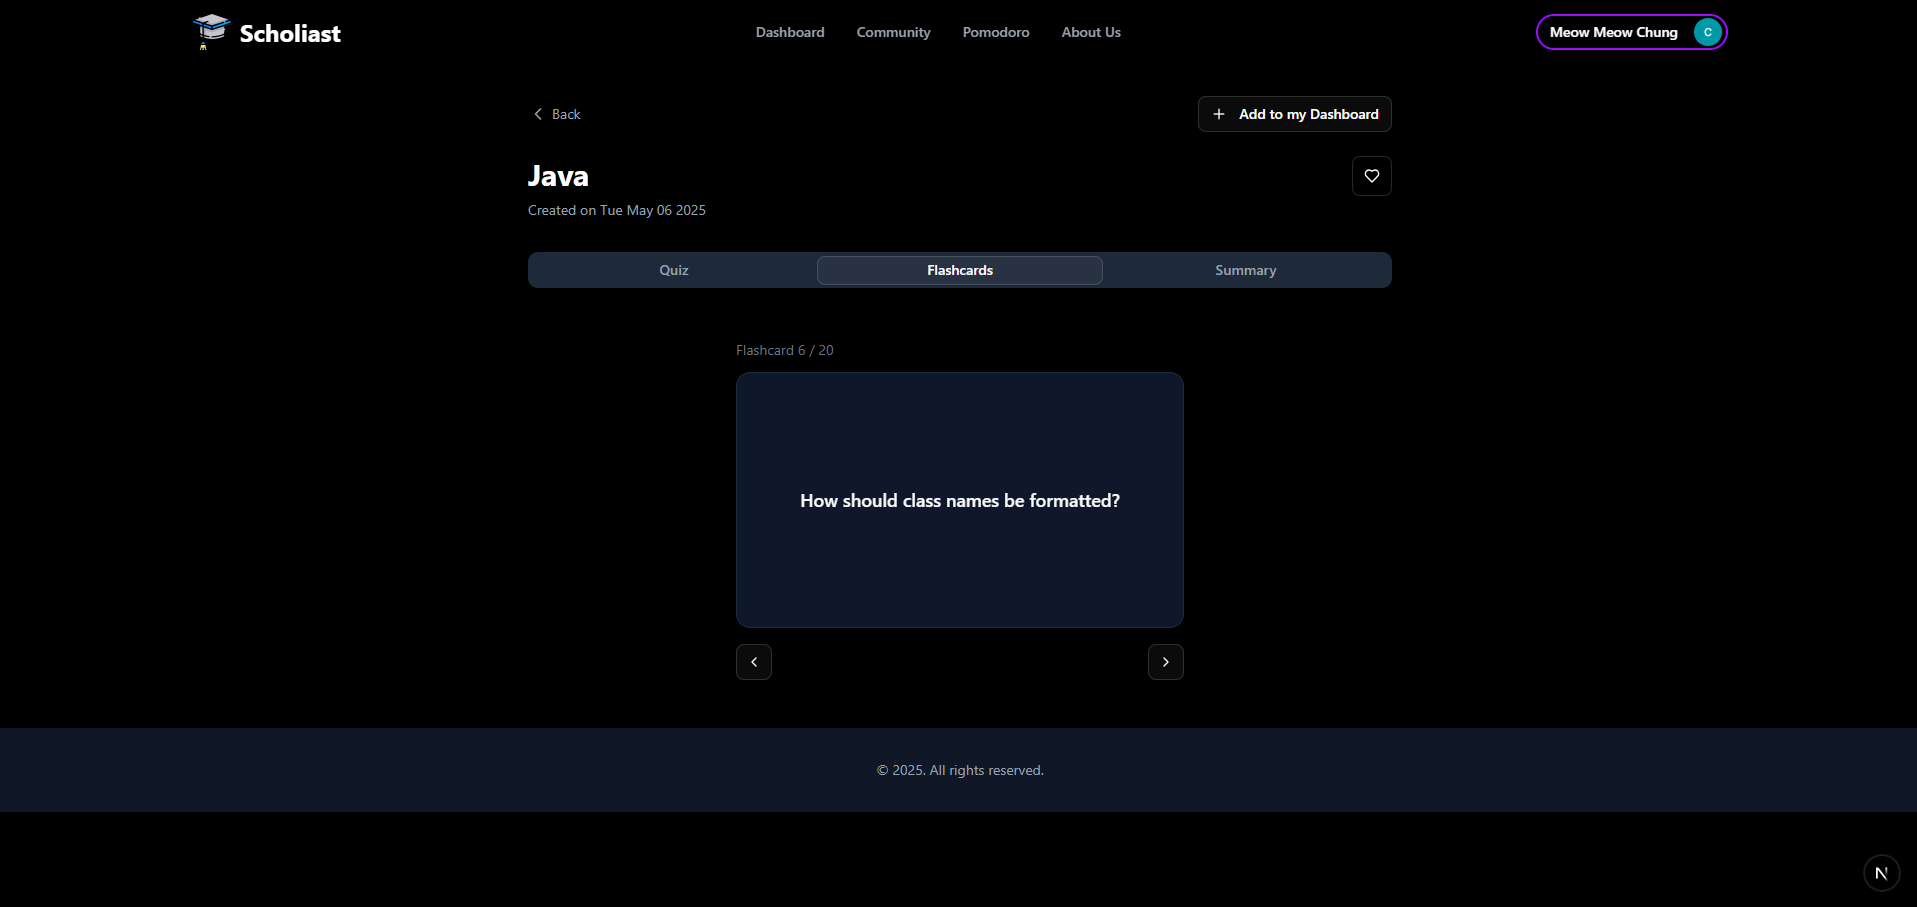 Scholiast
Dashboard Community Pomodoro About Us
Meow Meow Chung C
Back
Add to my Dashboard
Java
Created on Tue May 06 2025
Quiz Flashcards Summary
Flashcard 6 / 20
How should class names be formatted?
© 2025. All rights reserved.
N